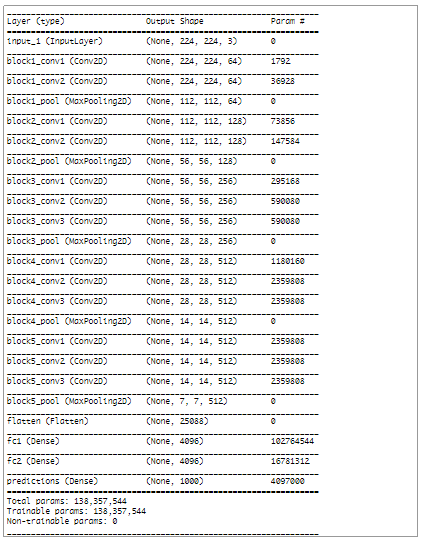 Layer (type) Output Shape Param #
input_1 (InputLayer) (None, 224, 224, 3) 0
block1_conv1 (Conv2D) (None, 224, 224, 64) 1792
block1_conv2 (Conv2D) (None, 224, 224, 64) 36928
block1_pool (MaxPooling2D) (None, 112, 112, 64) 0
block2_conv1 (Conv2D) (None, 112, 112, 128) 73856
block2_conv2 (Conv2D) (None, 112, 112, 128) 147584
block2_pool (MaxPooling2D) (None, 56, 56, 128) 0
block3_conv1 (Conv2D) (None, 56, 56, 256) 295168
block3_conv2 (Conv2D) (None, 56, 56, 256) 590080
block3_conv3 (Conv2D) (None, 56, 56, 256) 590080
block3_pool (MaxPooling2D) (None, 28, 28, 256) 0
block4_conv1 (Conv2D) (None, 28, 28, 512) 1180160
block4_conv2 (Conv2D) (None, 28, 28, 512) 2359808
block4_conv3 (Conv2D) (None, 28, 28, 512) 2359808
block4_pool (MaxPooling2D) (None, 14, 14, 512) 0
block5_conv1 (Conv2D) (None, 14, 14, 512) 2359808
block5_conv2 (Conv2D) (None, 14, 14, 512) 2359808
block5_conv3 (Conv2D) (None, 14, 14, 512) 2359808
block5_pool (MaxPooling2D) (None, 7, 7, 512) 0
flatten (Flatten) (None, 25088) 0
fc1 (Dense) (None, 4096) 102764544
fc2 (Dense) (None, 4096) 16781312
predictions (Dense) (None, 1000) 4097000
Total params: 138,357,544
Trainable params: 138,357,544
Non-trainable params: 0